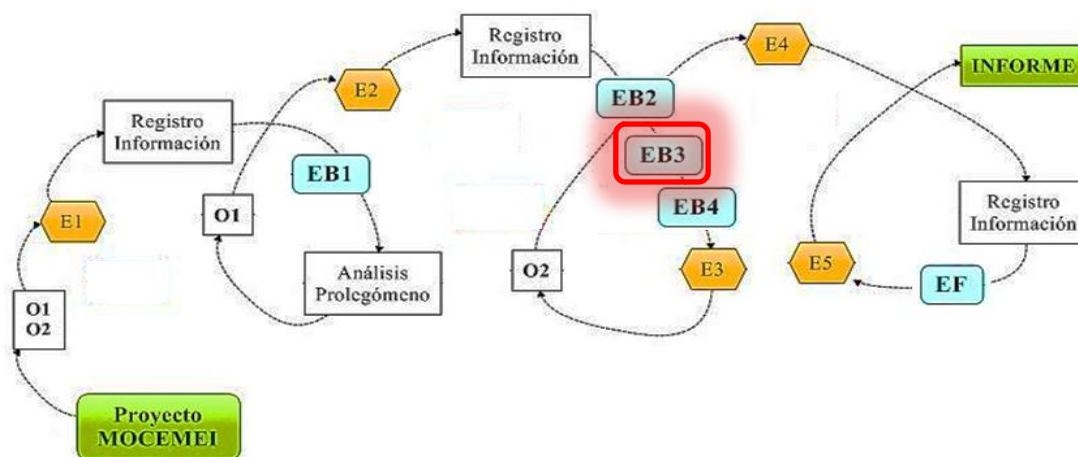 Proyecto
MOCEMEI
O1
O2
E1
Registro
Información
EB1
Análisis
Prolegómeno
O1
E2
Registro
Información
EB2
EB3
EB4
E3
O2
E4
Registro
Información
EF
E5
INFORME